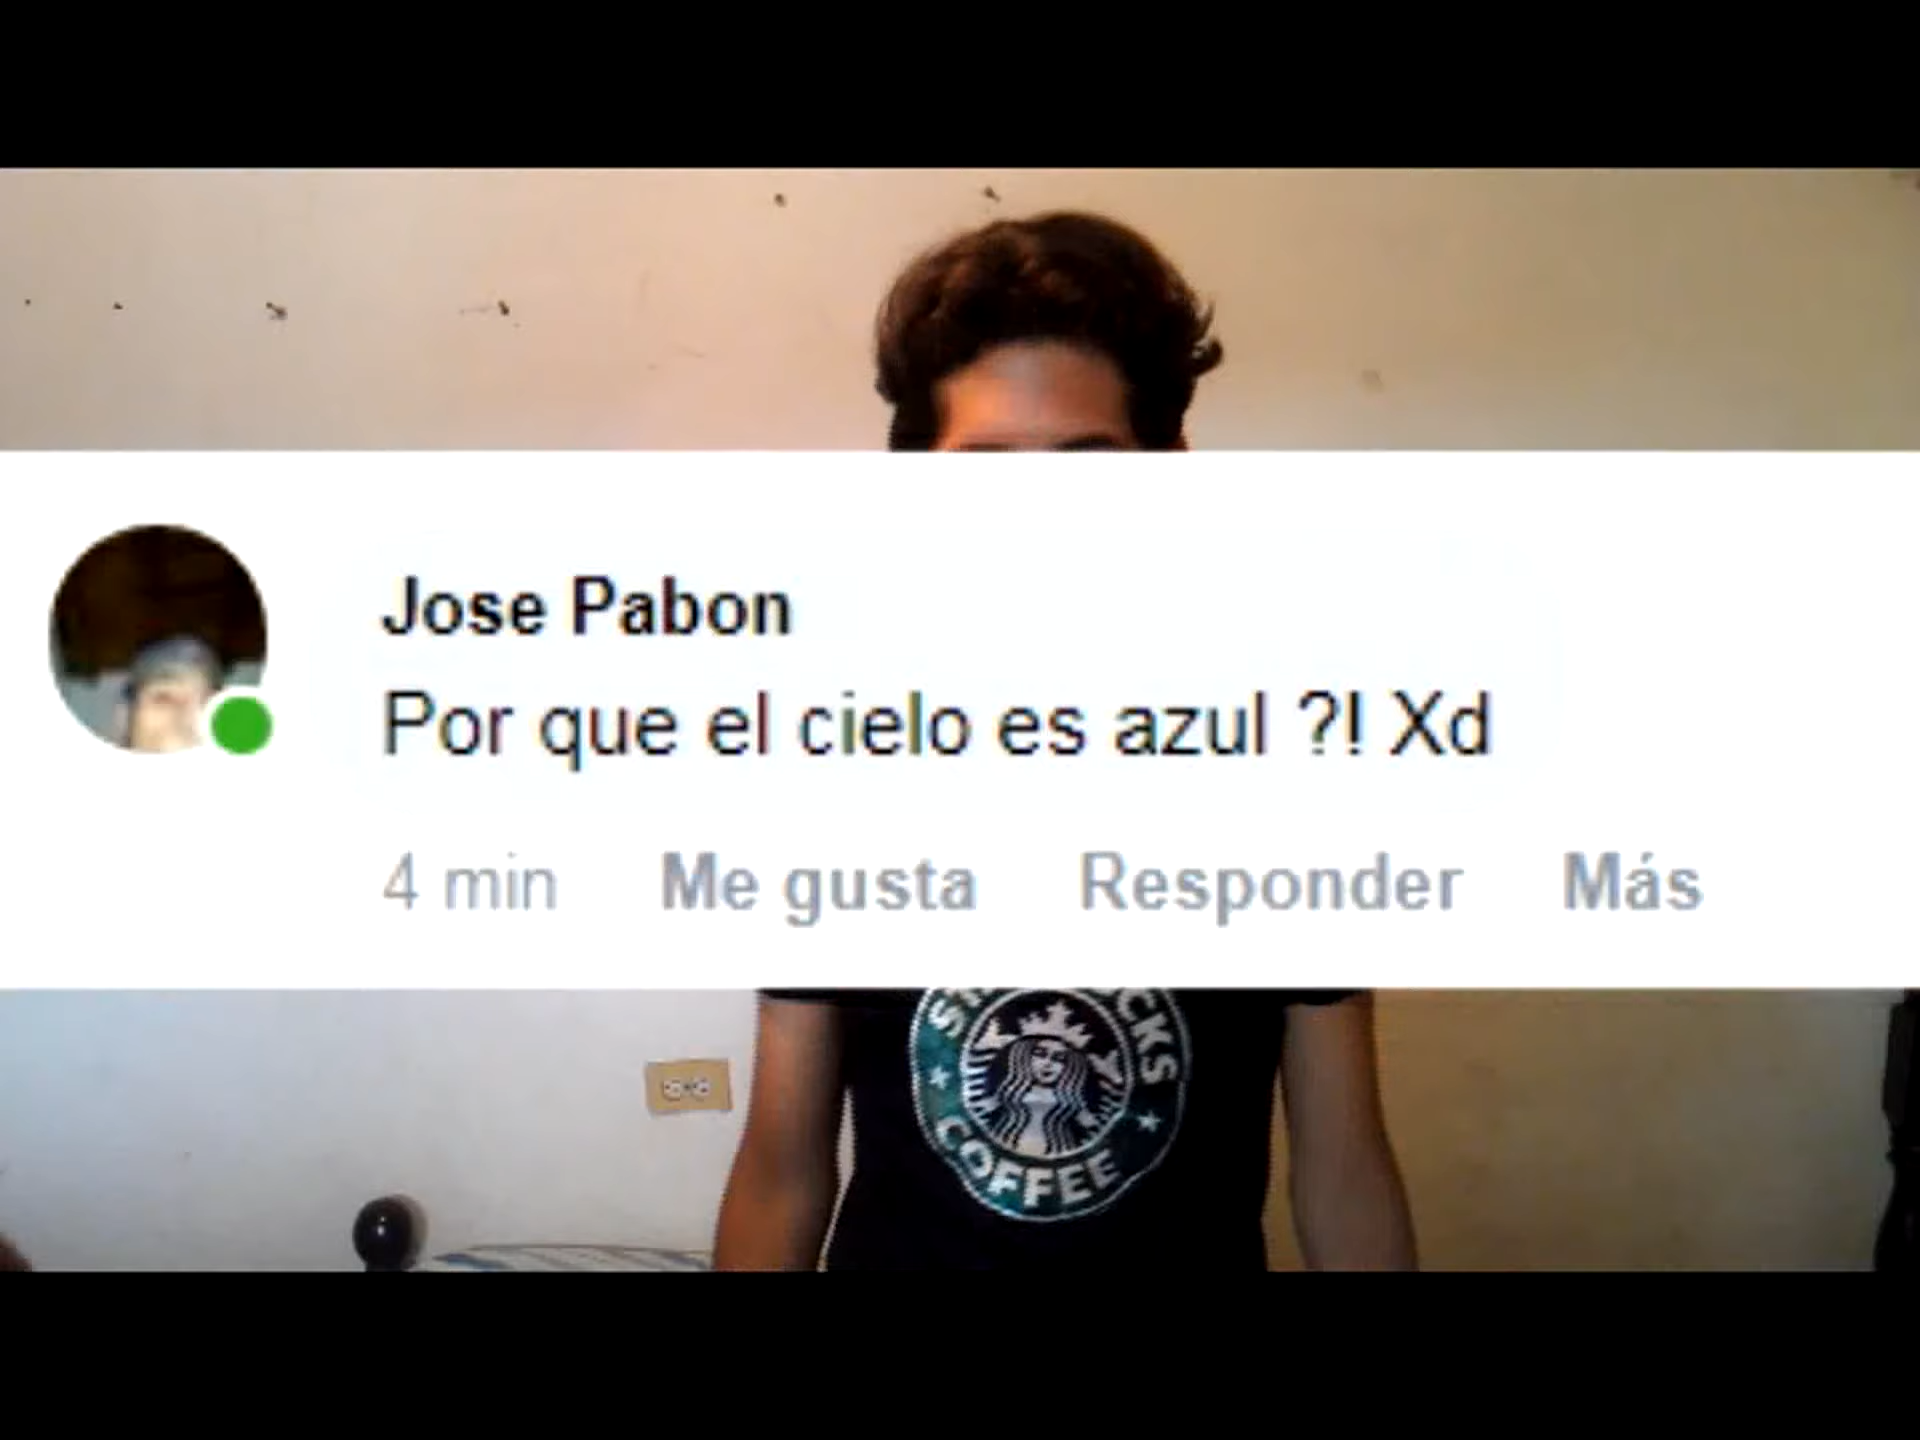 Jose Pabon
Por que el cielo es azul ?! Xd
4 min Me gusta Responder Más
COFFEE